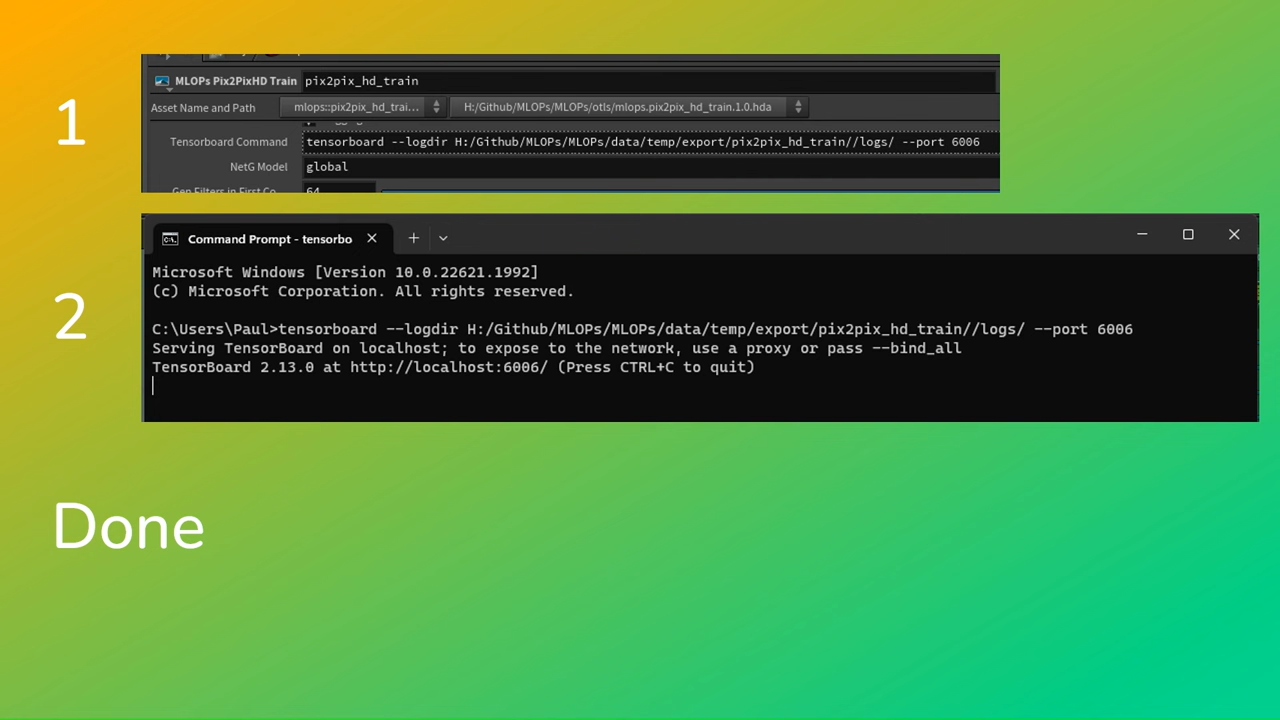 1
MLOPs Pix2PixHD Train pix2pix_hd_train
Asset Name and Path mlops::pix2pix_hd_trai... H:/Github/MLOPs/MLOPs/otls/mlops.pix2pix_hd_train.1.0.hda
Tensorboard Command tensorboard --logdir H:/Github/MLOPs/MLOPs/data/temp/export/pix2pix_hd_train//logs/ --port 6006
NetG Model global
Gen Filters in First Co... 64
2
Command Prompt - tensorbo
Microsoft Windows [Version 10.0.22621.1992]
(c) Microsoft Corporation. All rights reserved.
C:\Users\Paul>tensorboard --logdir H:/Github/MLOPs/MLOPs/data/temp/export/pix2pix_hd_train//logs/ --port 6006
Serving TensorBoard on localhost; to expose to the network, use a proxy or pass --bind_all
TensorBoard 2.13.0 at http://localhost:6006/ (Press CTRL+C to quit)
Done